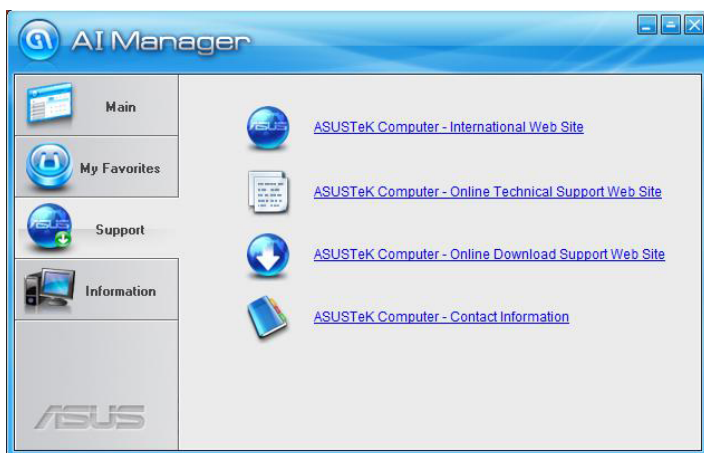 AI Manager
Main
My Favorites
Support
Information
ASUS
ASUSTeK Computer - International Web Site
ASUSTeK Computer - Online Technical Support Web Site
ASUSTeK Computer - Online Download Support Web Site
ASUSTeK Computer - Contact Information
/SUS